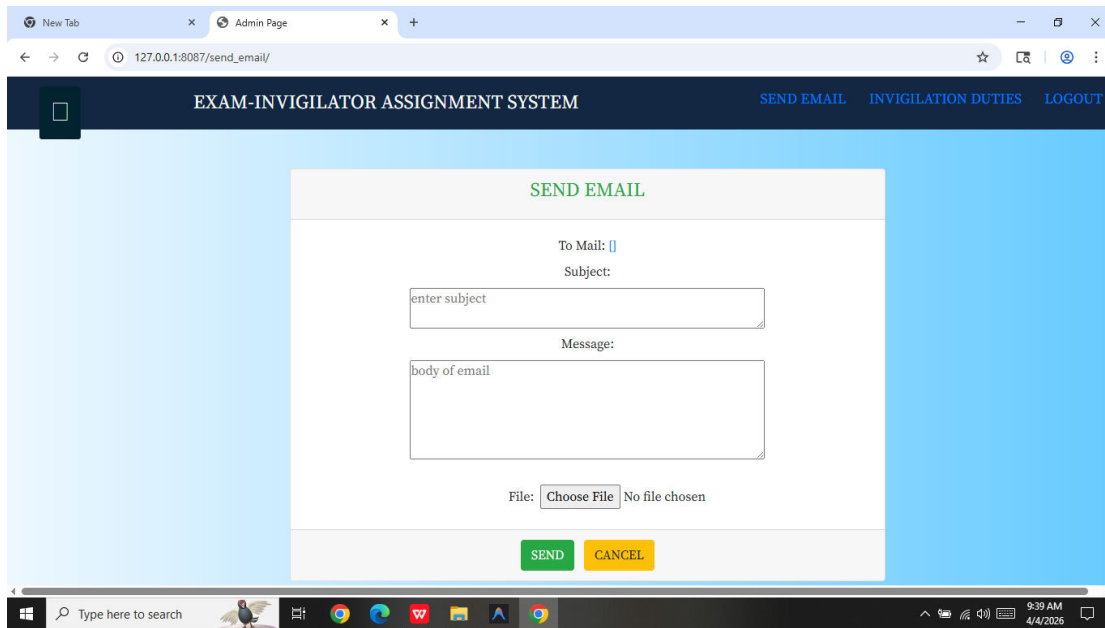 New Tab
Admin Page
127.0.0.1:8087/send_email/
EXAM-INVIGILATOR ASSIGNMENT SYSTEM
SEND EMAIL INVIGILATION DUTIES LOGOUT
SEND EMAIL
To Mail: []
Subject:
enter subject
Message:
body of email
File: Choose File No file chosen
SEND CANCEL
Type here to search
9:39 AM
4/4/2026